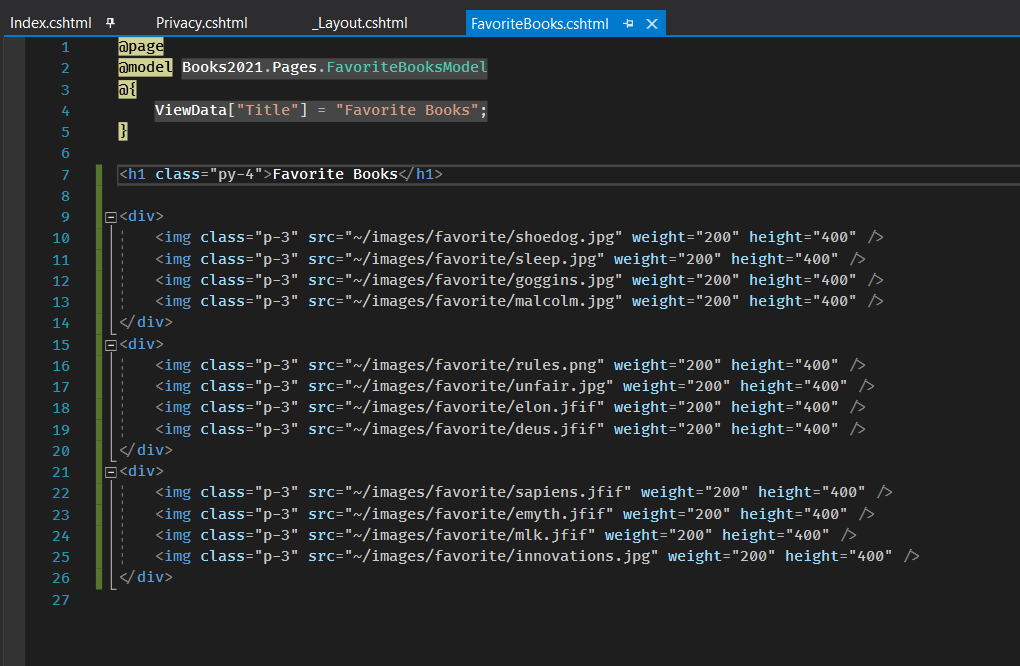 Index.cshtml Privacy.cshtml _Layout.cshtml FavoriteBooks.cshtml
1 @page
2 @model Books2021.Pages.FavoriteBooksModel
3 @{
4 ViewData["Title"] = "Favorite Books";
5 }
6
7 <h1 class="py-4">Favorite Books</h1>
8
9 <div>
10 <img class="p-3" src="~/images/favorite/shoedog.jpg" weight="200" height="400" />
11 <img class="p-3" src="~/images/favorite/sleep.jpg" weight="200" height="400" />
12 <img class="p-3" src="~/images/favorite/goggins.jpg" weight="200" height="400" />
13 <img class="p-3" src="~/images/favorite/malcolm.jpg" weight="200" height="400" />
14 </div>
15 <div>
16 <img class="p-3" src="~/images/favorite/rules.png" weight="200" height="400" />
17 <img class="p-3" src="~/images/favorite/unfair.jpg" weight="200" height="400" />
18 <img class="p-3" src="~/images/favorite/elon.jfif" weight="200" height="400" />
19 <img class="p-3" src="~/images/favorite/deus.jfif" weight="200" height="400" />
20 </div>
21 <div>
22 <img class="p-3" src="~/images/favorite/sapiens.jfif" weight="200" height="400" />
23 <img class="p-3" src="~/images/favorite/emyth.jfif" weight="200" height="400" />
24 <img class="p-3" src="~/images/favorite/mlk.jfif" weight="200" height="400" />
25 <img class="p-3" src="~/images/favorite/innovations.jpg" weight="200" height="400" />
26 </div>
27